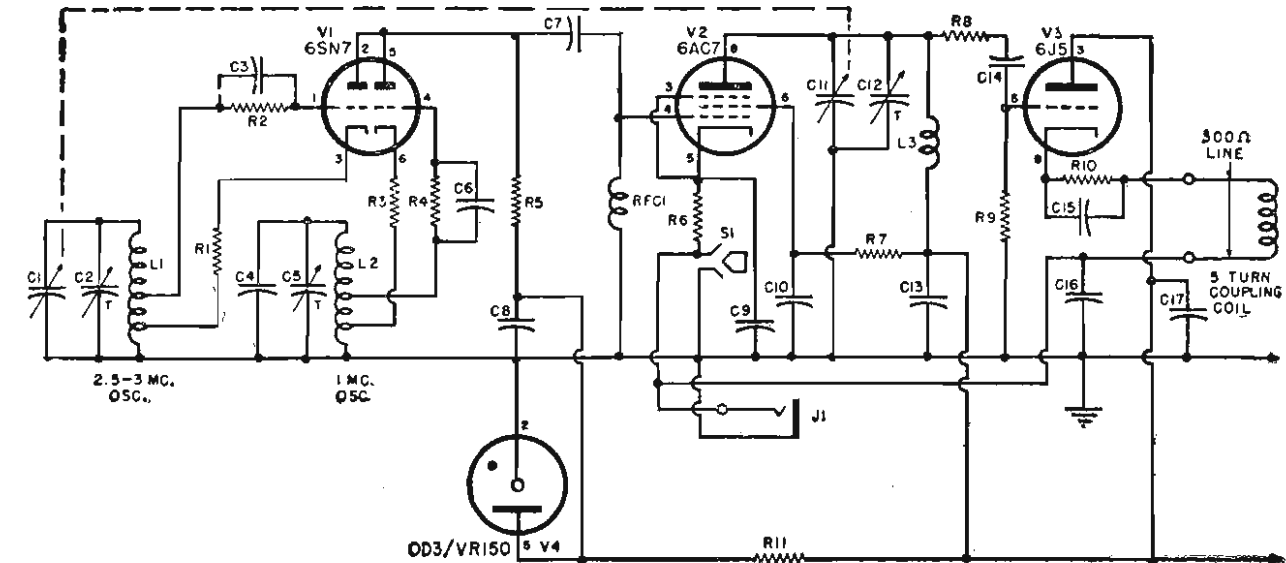 V1
6SN7
C7
V2
6AC7
R8
V3
6J5
2
5
8
3
C3
1
4
3
6
C11
C12
T
C14
R2
4
5
8
300Ω
LINE
3
6
5
L3
R10
R1
R3
R4
C6
R5
RFC1
R6
S1
R7
R9
C15
C1
C2
T
L1
C4
C5
T
L2
C8
C9
C10
C13
C16
C17
5 TURN
COUPLING
COIL
2.5-3 MC.
OSC.
1 MC.
OSC
J1
2
OD3/VR150
5
V4
R11